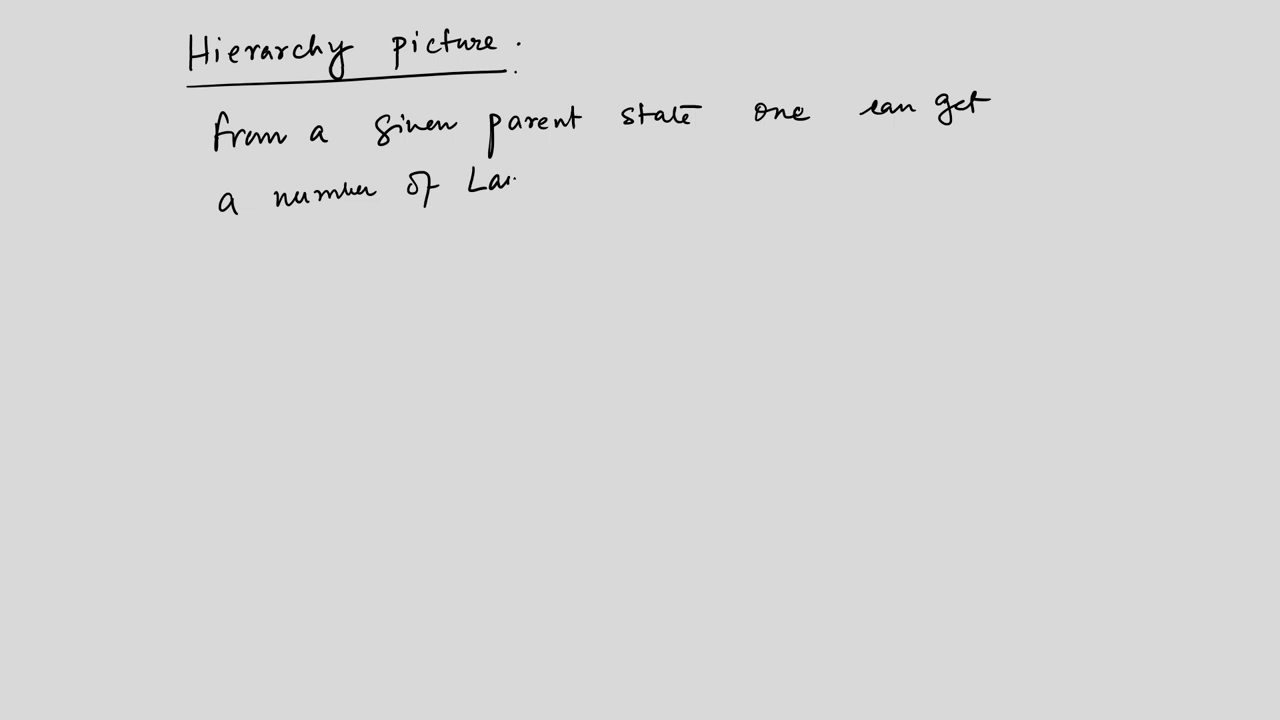 Hierarchy picture.
From a given parent state one can get
a number of La